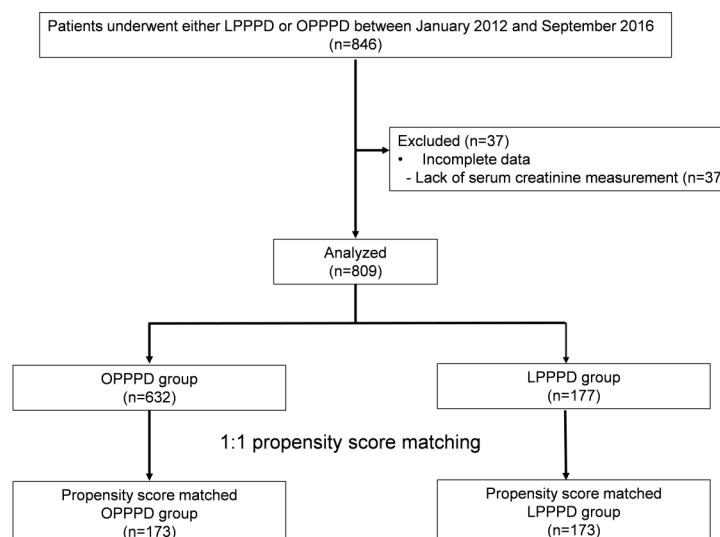 Patients underwent either LPPPD or OPPPD between January 2012 and September 2016
(n=846)
Excluded (n=37)
• Incomplete data
- Lack of serum creatinine measurement (n=37
Analyzed
(n=809)
OPPPD group
(n=632)
LPPPD group
(n=177)
1:1 propensity score matching
Propensity score matched
OPPPD group
(n=173)
Propensity score matched
LPPPD group
(n=173)